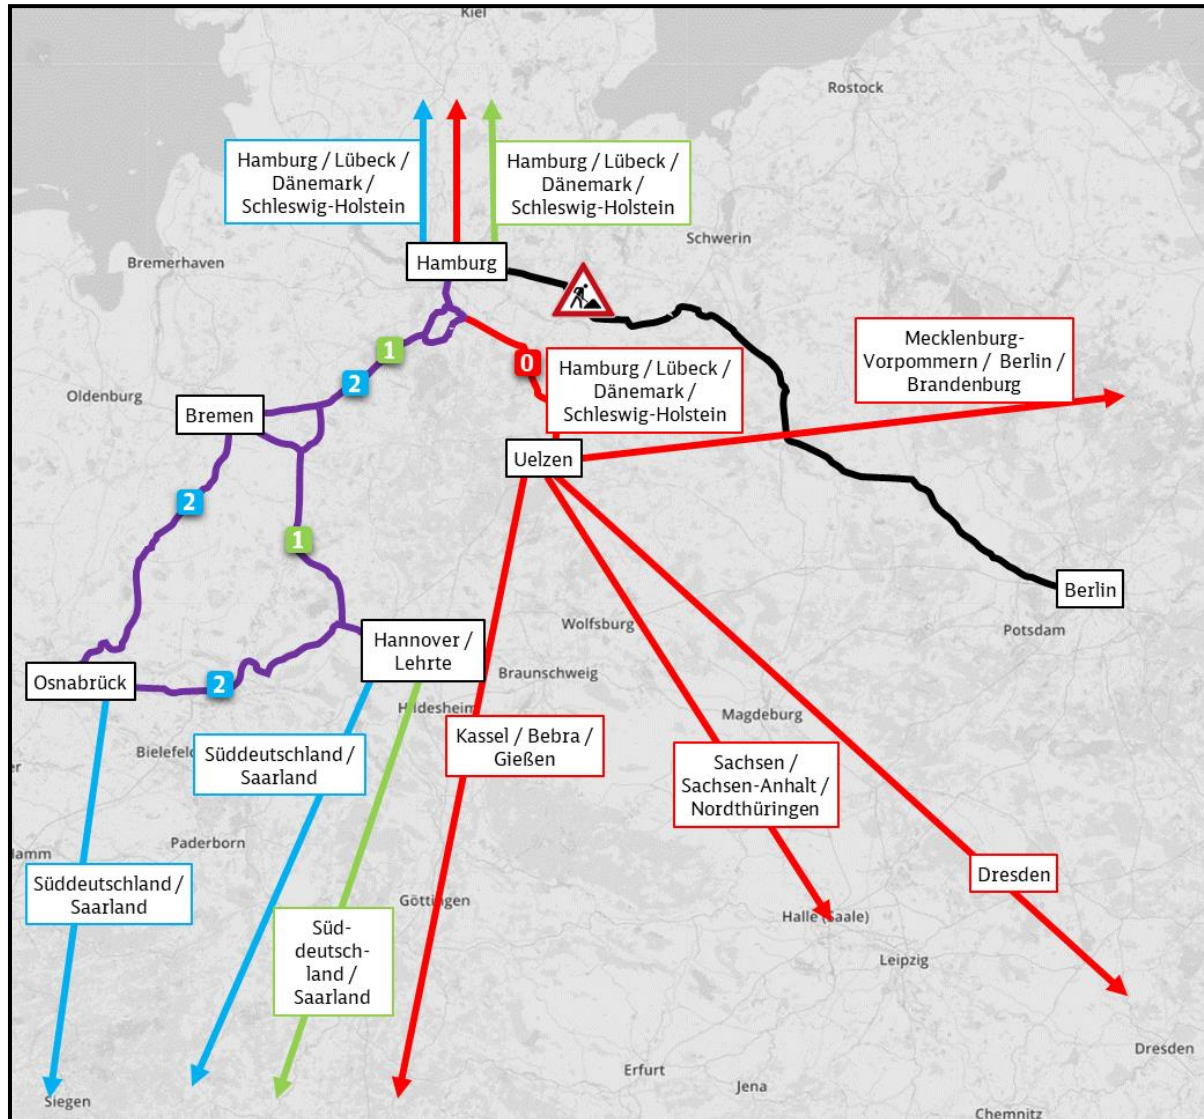 Kiel
Rostock
Hamburg / Lübeck /
Dänemark /
Schleswig-Holstein
Hamburg / Lübeck /
Dänemark /
Schleswig-Holstein
Schwerin
Bremerhaven
Hamburg
Mecklenburg-
Vorpommern / Berlin /
Brandenburg
1
0
2
Hamburg / Lübeck /
Dänemark /
Schleswig-Holstein
Oldenburg
Bremen
Uelzen
2
1
Berlin
Wolfsburg
Potsdam
Hannover /
Lehrte
Osnabrück
2
Braunschweig
Hildesheim
Magdeburg
Kassel / Bebra /
Gießen
Bielefeld
Süddeutschland /
Saarland
er
Sachsen /
Sachsen-Anhalt /
Nordthüringen
Paderborn
lamm
Süddeutschland /
Saarland
Dresden
Göttingen
Halle (Saale)
Süd-
deutsch-
land /
Saarland
Leipzig
Dresden
Erfurt
Jena
Siegen
Chemnitz